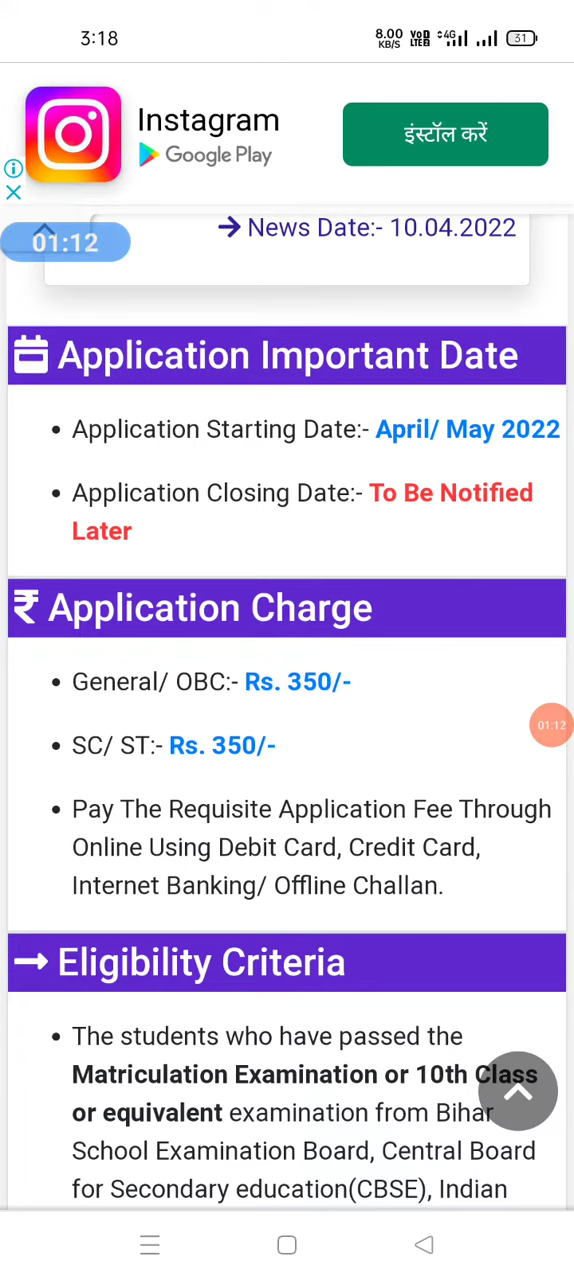 3:18
8.00 KB/S Vo LTE2 4G 31
Instagram
Google Play
इंस्टॉल करें
01:12
→ News Date:- 10.04.2022
Application Important Date
• Application Starting Date:- April/ May 2022
• Application Closing Date:- To Be Notified
Later
₹ Application Charge
• General/ OBC:- Rs. 350/-
• SC/ ST:- Rs. 350/-
01:12
• Pay The Requisite Application Fee Through
Online Using Debit Card, Credit Card,
Internet Banking/ Offline Challan.
→ Eligibility Criteria
• The students who have passed the
Matriculation Examination or 10th Class
or equivalent examination from Bihar
School Examination Board, Central Board
for Secondary education(CBSE), Indian